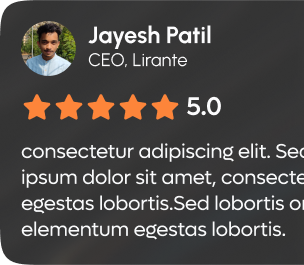 Jayesh Patil
CEO, Lirante
5.0
consectetur adipiscing elit. Sed
ipsum dolor sit amet, consecte
egestas lobortis.Sed lobortis or
elementum egestas lobortis.